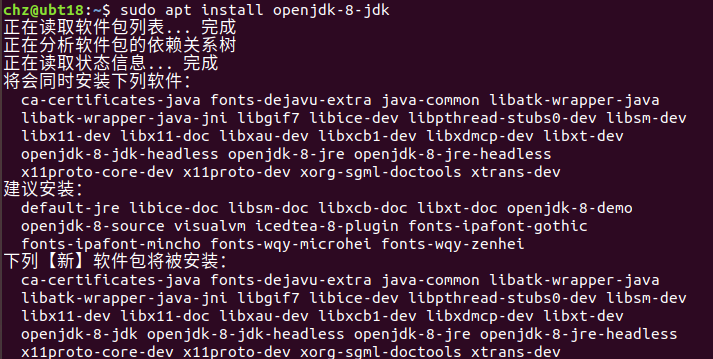 chz@ubt18:~$ sudo apt install openjdk-8-jdk
正在读取软件包列表... 完成
正在分析软件包的依赖关系树
正在读取状态信息... 完成
将会同时安装下列软件：
ca-certificates-java fonts-dejavu-extra java-common libatk-wrapper-java
libatk-wrapper-java-jni libgif7 libice-dev libpthread-stubs0-dev libsm-dev
libx11-dev libx11-doc libxau-dev libxcb1-dev libxdmcp-dev libxt-dev
openjdk-8-jdk-headless openjdk-8-jre openjdk-8-jre-headless
x11proto-core-dev x11proto-dev xorg-sgml-doctools xtrans-dev
建议安装：
default-jre libice-doc libsm-doc libxcb-doc libxt-doc openjdk-8-demo
openjdk-8-source visualvm icedtea-8-plugin fonts-ipafont-gothic
fonts-ipafont-mincho fonts-wqy-microhei fonts-wqy-zenhei
下列【新】软件包将被安装：
ca-certificates-java fonts-dejavu-extra java-common libatk-wrapper-java
libatk-wrapper-java-jni libgif7 libice-dev libpthread-stubs0-dev libsm-dev
libx11-dev libx11-doc libxau-dev libxcb1-dev libxdmcp-dev libxt-dev
openjdk-8-jdk openjdk-8-jdk-headless openjdk-8-jre openjdk-8-jre-headless
x11proto-core-dev x11proto-dev xorg-sgml-doctools xtrans-dev